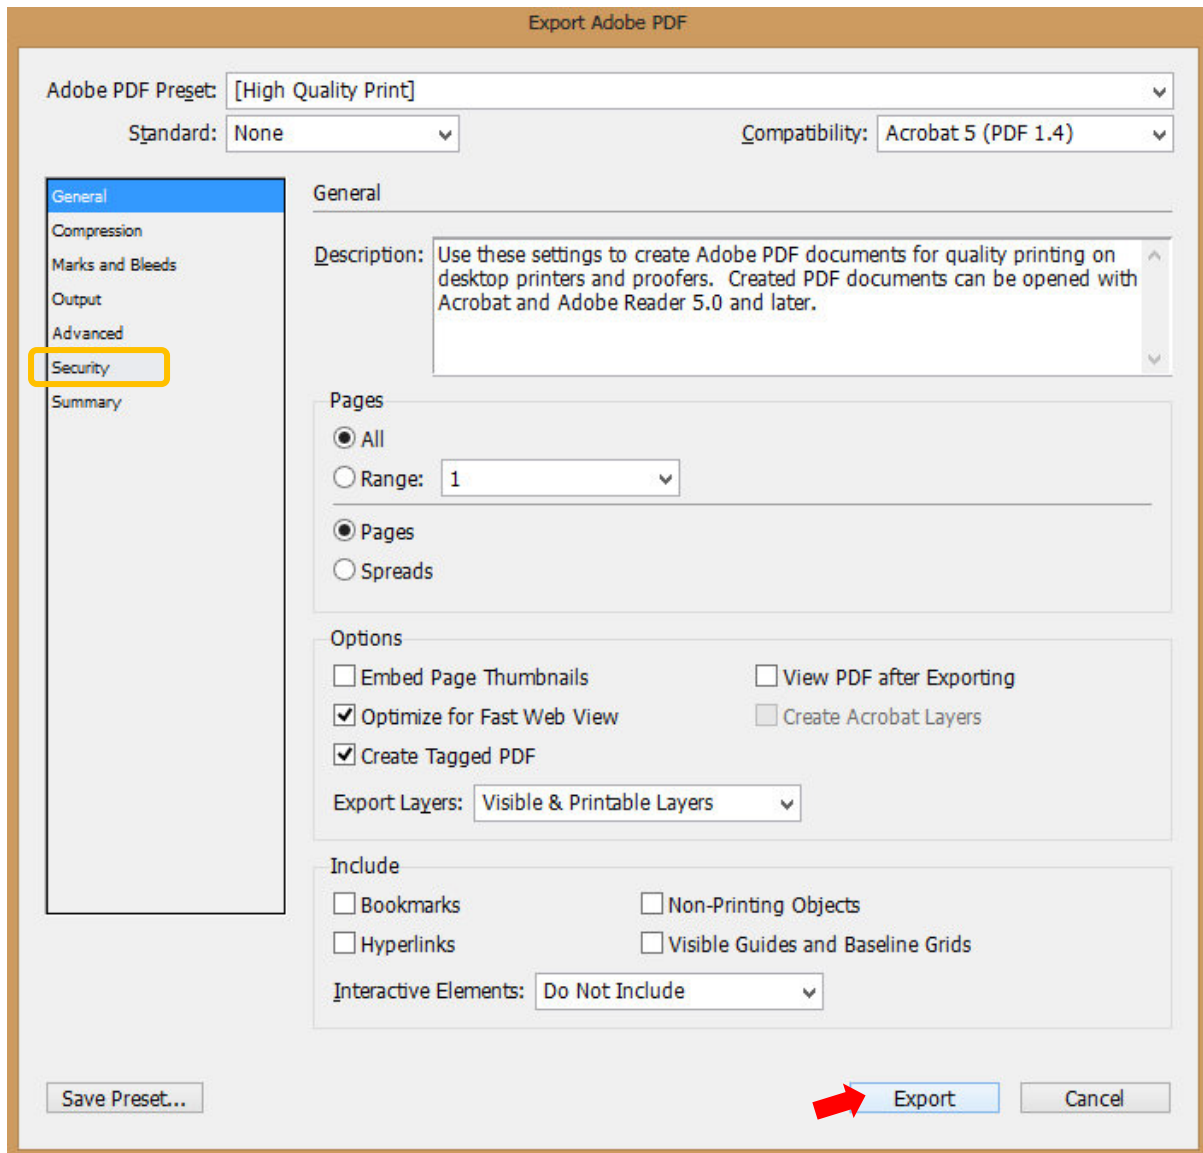 Export Adobe PDF
Adobe PDF Preset: [High Quality Print]
Standard: None Compatibility: Acrobat 5 (PDF 1.4)
General
Compression
Marks and Bleeds
Output
Advanced
Security
Summary
General
Description: Use these settings to create Adobe PDF documents for quality printing on
desktop printers and proofers. Created PDF documents can be opened with
Acrobat and Adobe Reader 5.0 and later.
Pages
All
Range: 1
Pages
Spreads
Options
Embed Page Thumbnails View PDF after Exporting
Optimize for Fast Web View Create Acrobat Layers
Create Tagged PDF
Export Layers: Visible & Printable Layers
Include
Bookmarks Non-Printing Objects
Hyperlinks Visible Guides and Baseline Grids
Interactive Elements: Do Not Include
Save Preset... Export Cancel